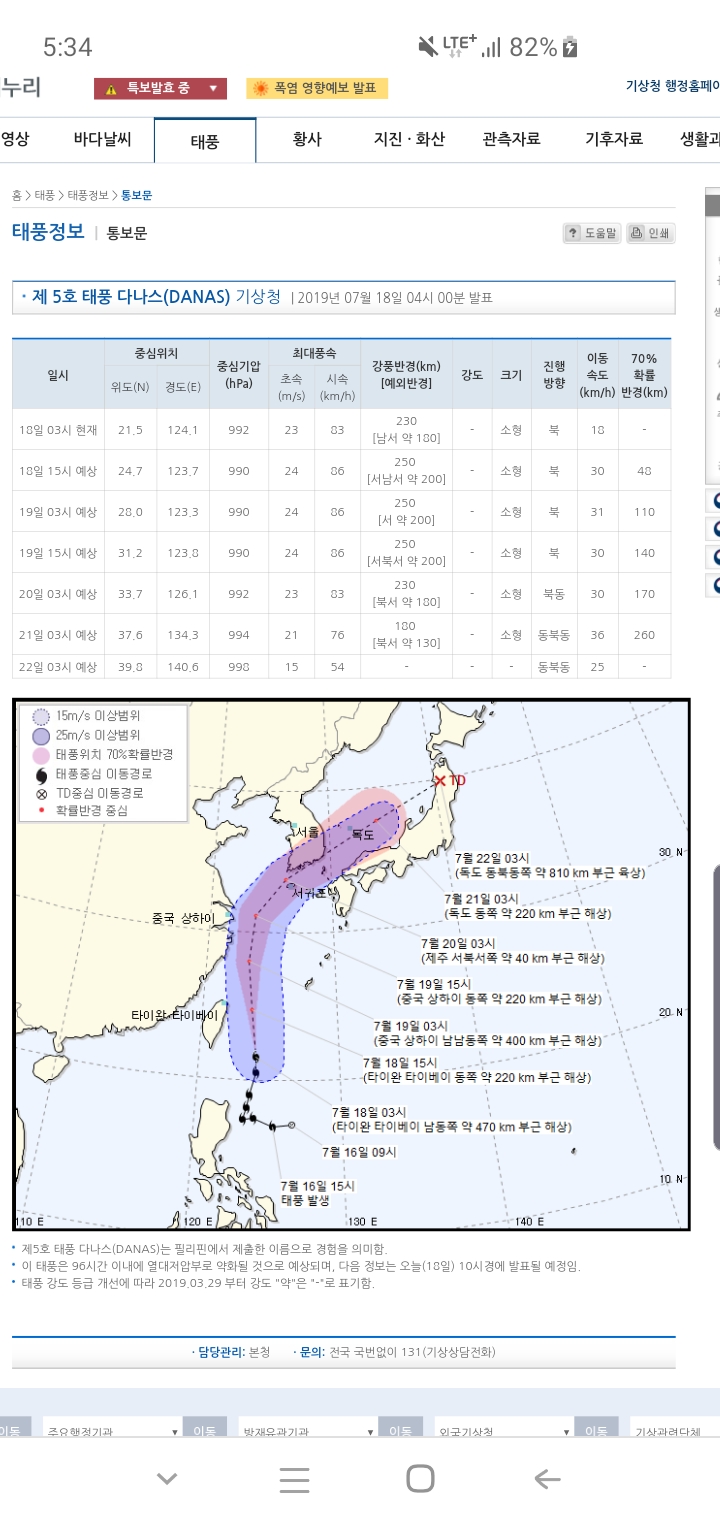 5:34
LTE+ 82%
누리
특보발효 중 ▼
폭염 영향예보 발표
기상청 행정홈페이
영상 바다날씨 태풍 황사 지진 · 화산 관측자료 기후자료 생활과
홈 > 태풍 > 태풍정보 > 통보문
태풍정보 | 통보문
? 도움말 인쇄
· 제 5호 태풍 다나스(DANAS) 기상청 | 2019년 07월 18일 04시 00분 발표
일시 중심위치 중심기압(hPa) 최대풍속 강풍반경(km)[예외반경] 강도 크기 진행방향 이동속도(km/h) 70%확률반경(km)
위도(N) 경도(E) 초속(m/s) 시속(km/h)
18일 03시 현재 21.5 124.1 992 23 83 230 [남서 약 180] - 소형 북 18 -
18일 15시 예상 24.7 123.7 990 24 86 250 [서남서 약 200] - 소형 북 30 48
19일 03시 예상 28.0 123.3 990 24 86 250 [서 약 200] - 소형 북 31 110
19일 15시 예상 31.2 123.8 990 24 86 250 [서북서 약 200] - 소형 북 30 140
20일 03시 예상 33.7 126.1 992 23 83 230 [북서 약 180] - 소형 북동 30 170
21일 03시 예상 37.6 134.3 994 21 76 180 [북서 약 130] - 소형 동북동 36 260
22일 03시 예상 39.8 140.6 998 15 54 - - - 동북동 25 -
15m/s 이상범위
25m/s 이상범위
태풍위치 70%확률반경
태풍중심 이동경로
TD중심 이동경로
확률반경 중심
TD
서울
독도
30 N
7월 22일 03시
(독도 동북동쪽 약 810 km 부근 육상)
서귀포
7월 21일 03시
(독도 동쪽 약 220 km 부근 해상)
중국 상하이
7월 20일 03시
(제주 서북서쪽 약 40 km 부근 해상)
7월 19일 15시
(중국 상하이 동쪽 약 220 km 부근 해상)
타이완 타이베이
20 N
7월 19일 03시
(중국 상하이 남남동쪽 약 400 km 부근 해상)
7월 18일 15시
(타이완 타이베이 동쪽 약 220 km 부근 해상)
7월 18일 03시
(타이완 타이베이 남동쪽 약 470 km 부근 해상)
7월 16일 09시
10 N
7월 16일 15시
태풍 발생
110 E 120 E 130 E 140 E
· 제5호 태풍 다나스(DANAS)는 필리핀에서 제출한 이름으로 경험을 의미함.
· 이 태풍은 96시간 이내에 열대저압부로 약화될 것으로 예상되며, 다음 정보는 오늘(18일) 10시경에 발표될 예정임.
· 태풍 강도 등급 개선에 따라 2019.03.29 부터 강도 "약"은 "-"로 표기함.
· 담당관리: 본청 · 문의: 전국 국번없이 131(기상상담전화)
이동 주요행정기관 ▼ 이동 방재유관기관 ▼ 이동 외국기상청 ▼ 이동 기상관련단체